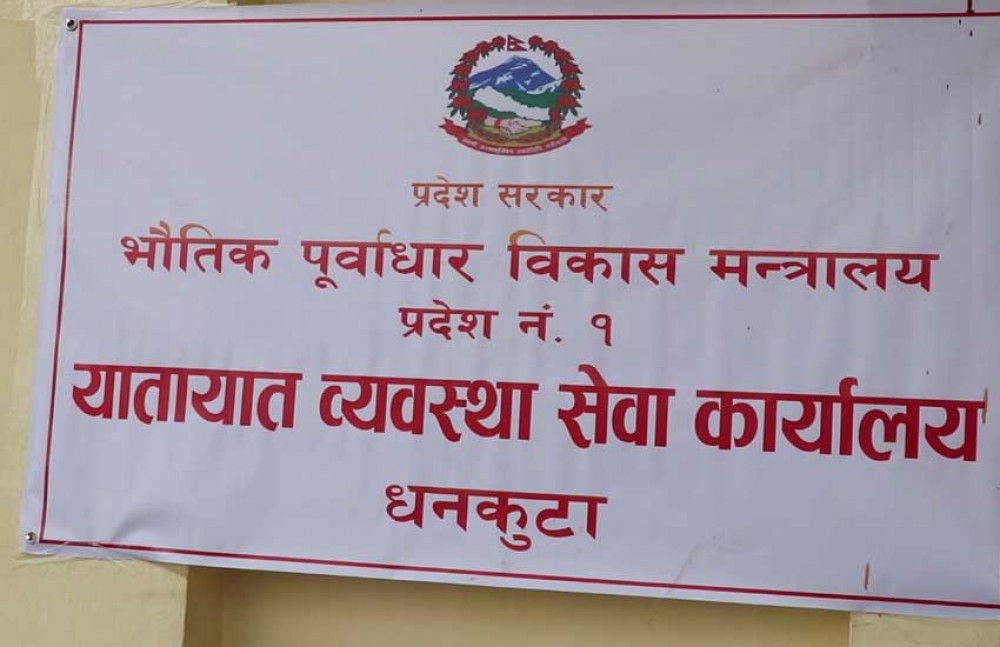 प्रदेश सरकार
भौतिक पूर्वाधार विकास मन्त्रालय
प्रदेश नं. १
यातायात व्यवस्था सेवा कार्यालय
धनकुटा